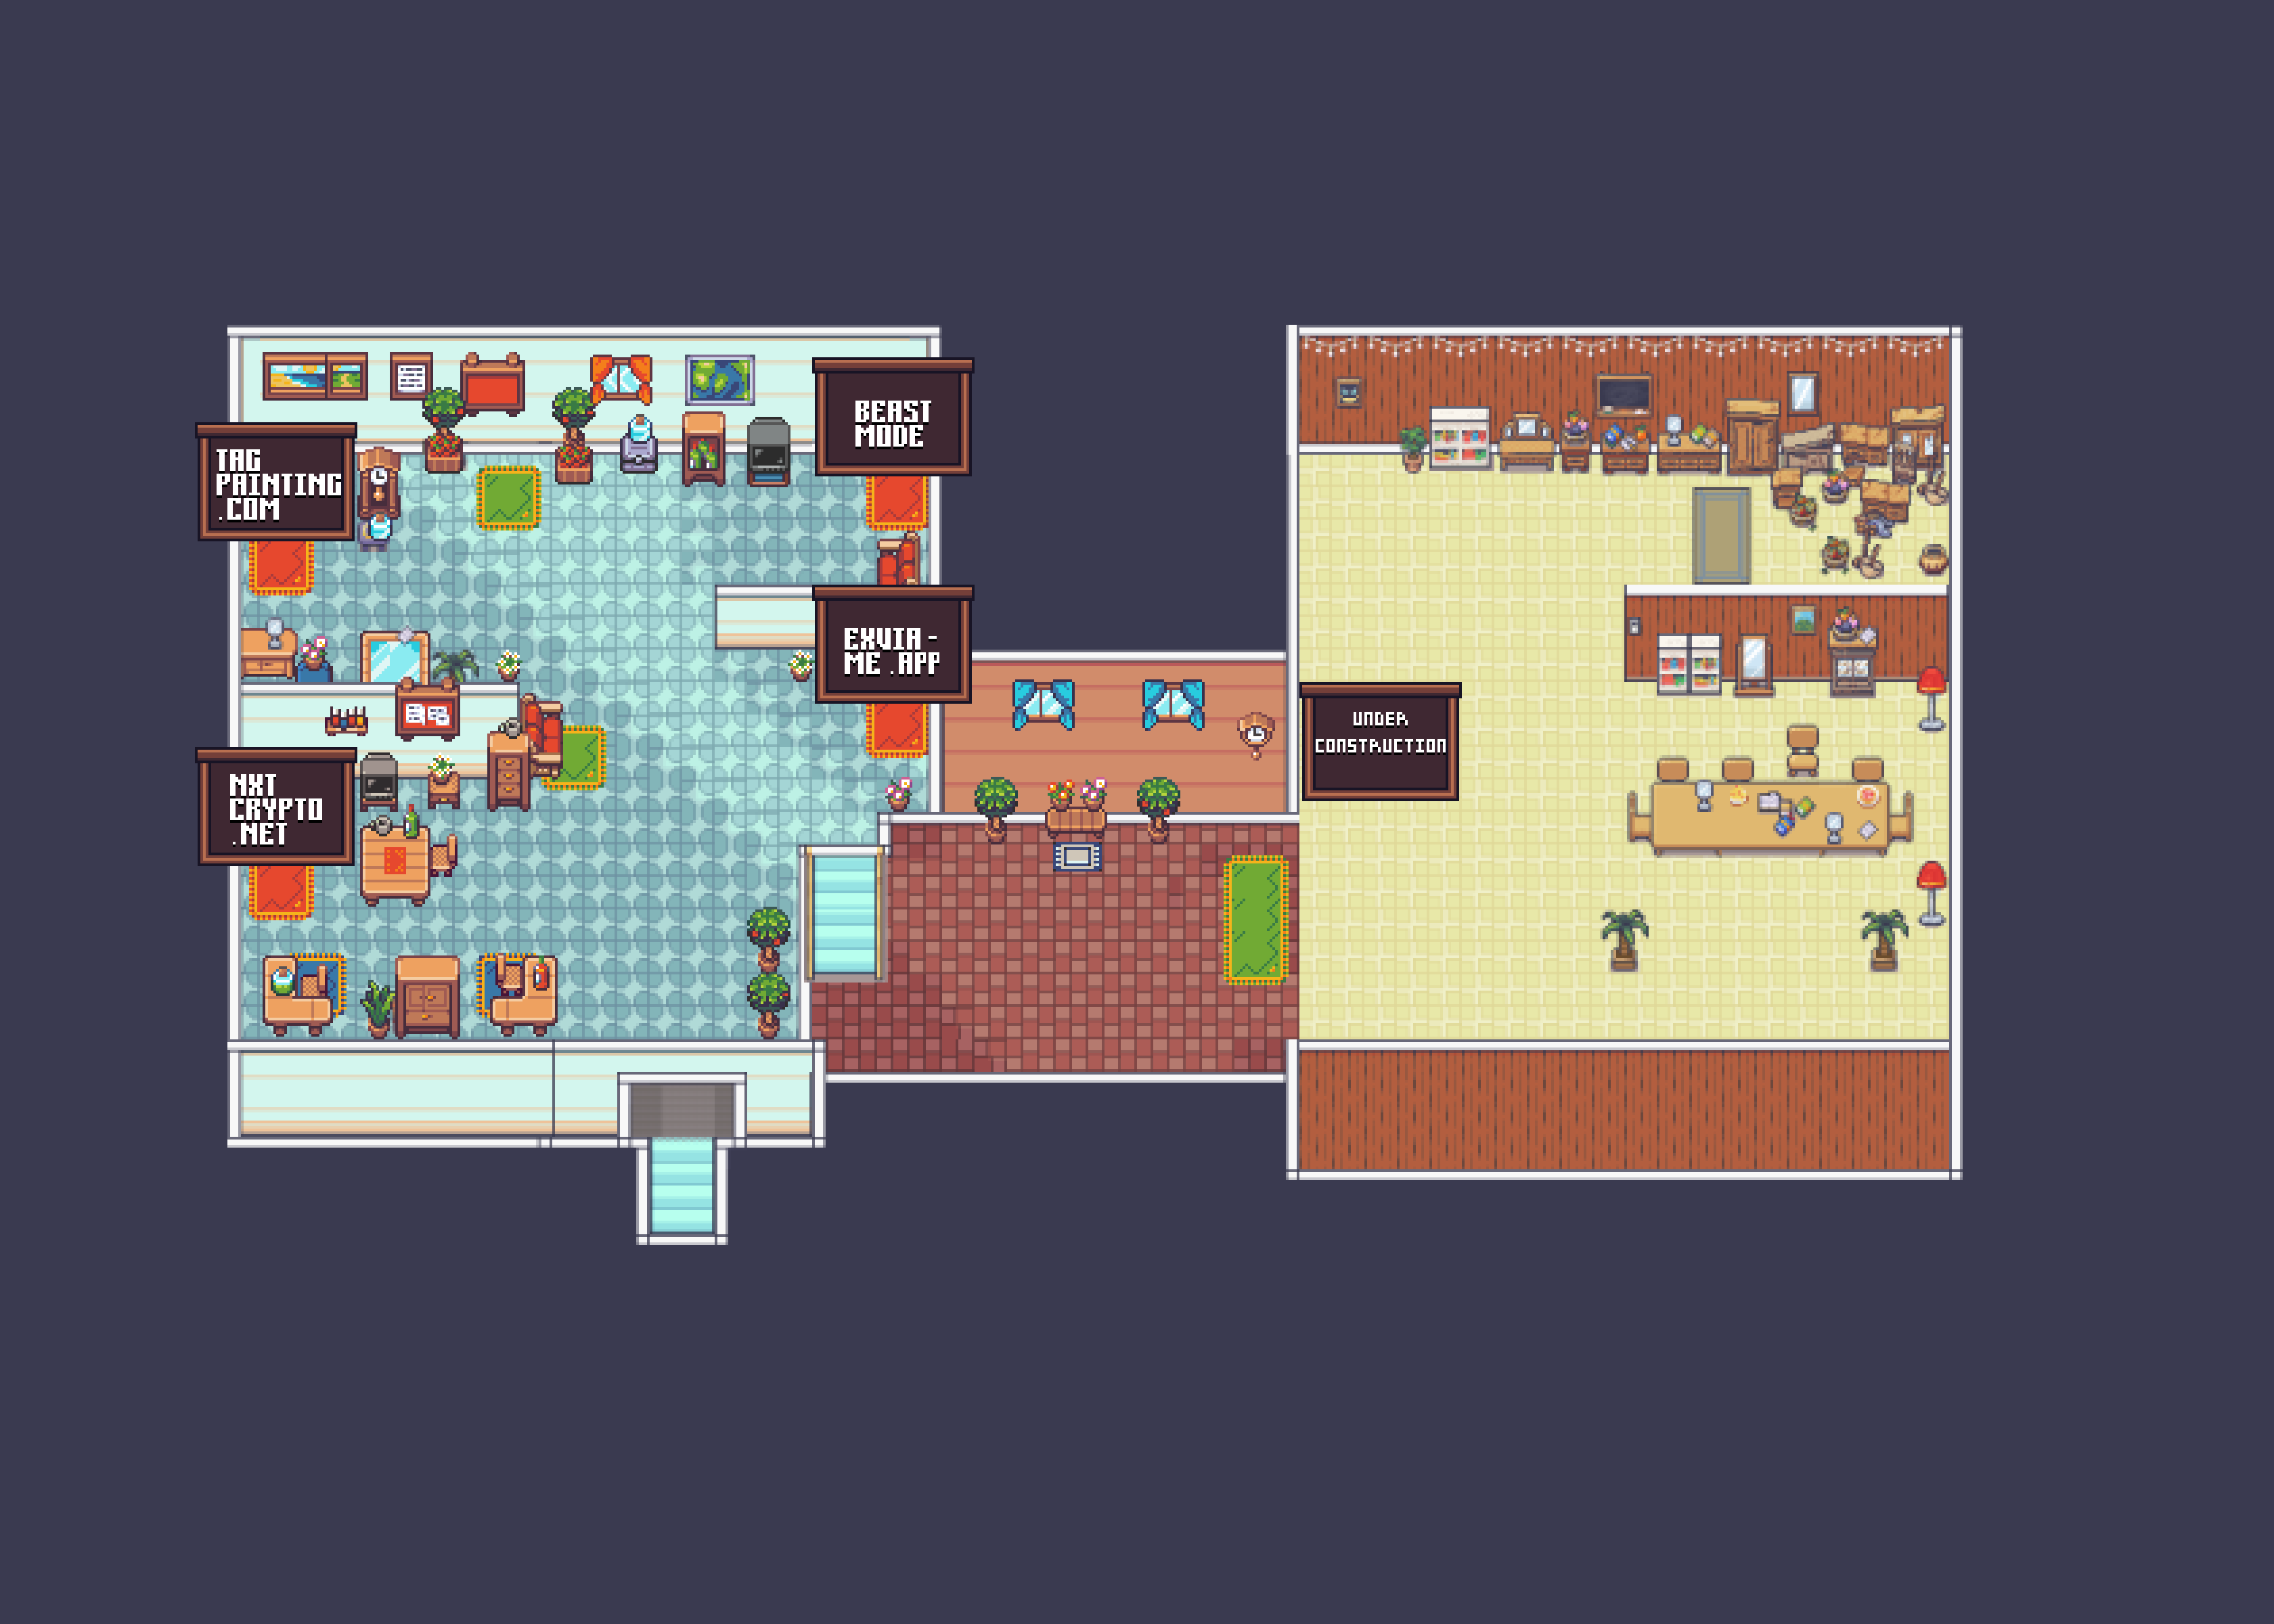 BEAST
MODE
TAG
PAINTING
.COM
EXVIA-
ME.APP
UNDER
CONSTRUCTION
NXT
CRYPTO
.NET